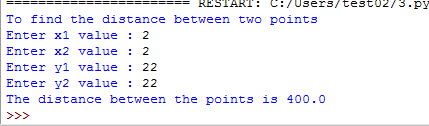 ======================== RESTART: C:/Users/test02/3.py
To find the distance between two points
Enter x1 value : 2
Enter x2 value : 2
Enter y1 value : 22
Enter y2 value : 22
The distance between the points is 400.0
>>>